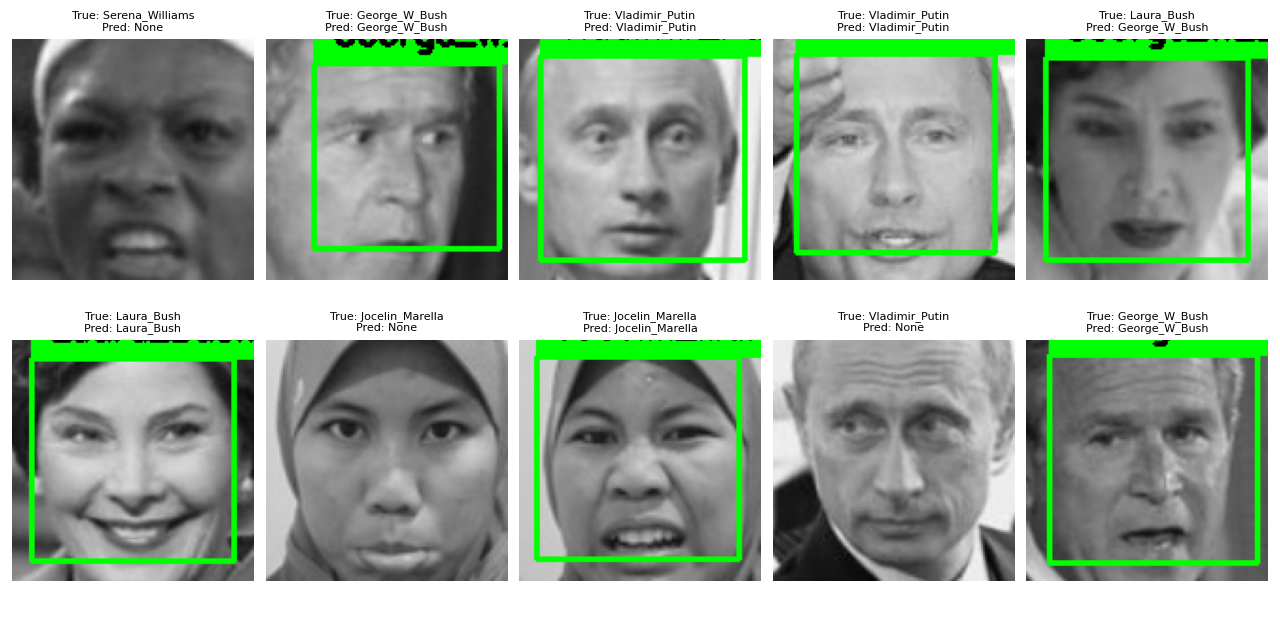 True: Serena_Williams
Pred: None
True: George_W_Bush
Pred: George_W_Bush
True: Vladimir_Putin
Pred: Vladimir_Putin
True: Vladimir_Putin
Pred: Vladimir_Putin
True: Laura_Bush
Pred: George_W_Bush
True: Laura_Bush
Pred: Laura_Bush
True: Jocelin_Marella
Pred: None
True: Jocelin_Marella
Pred: Jocelin_Marella
True: Vladimir_Putin
Pred: None
True: George_W_Bush
Pred: George_W_Bush